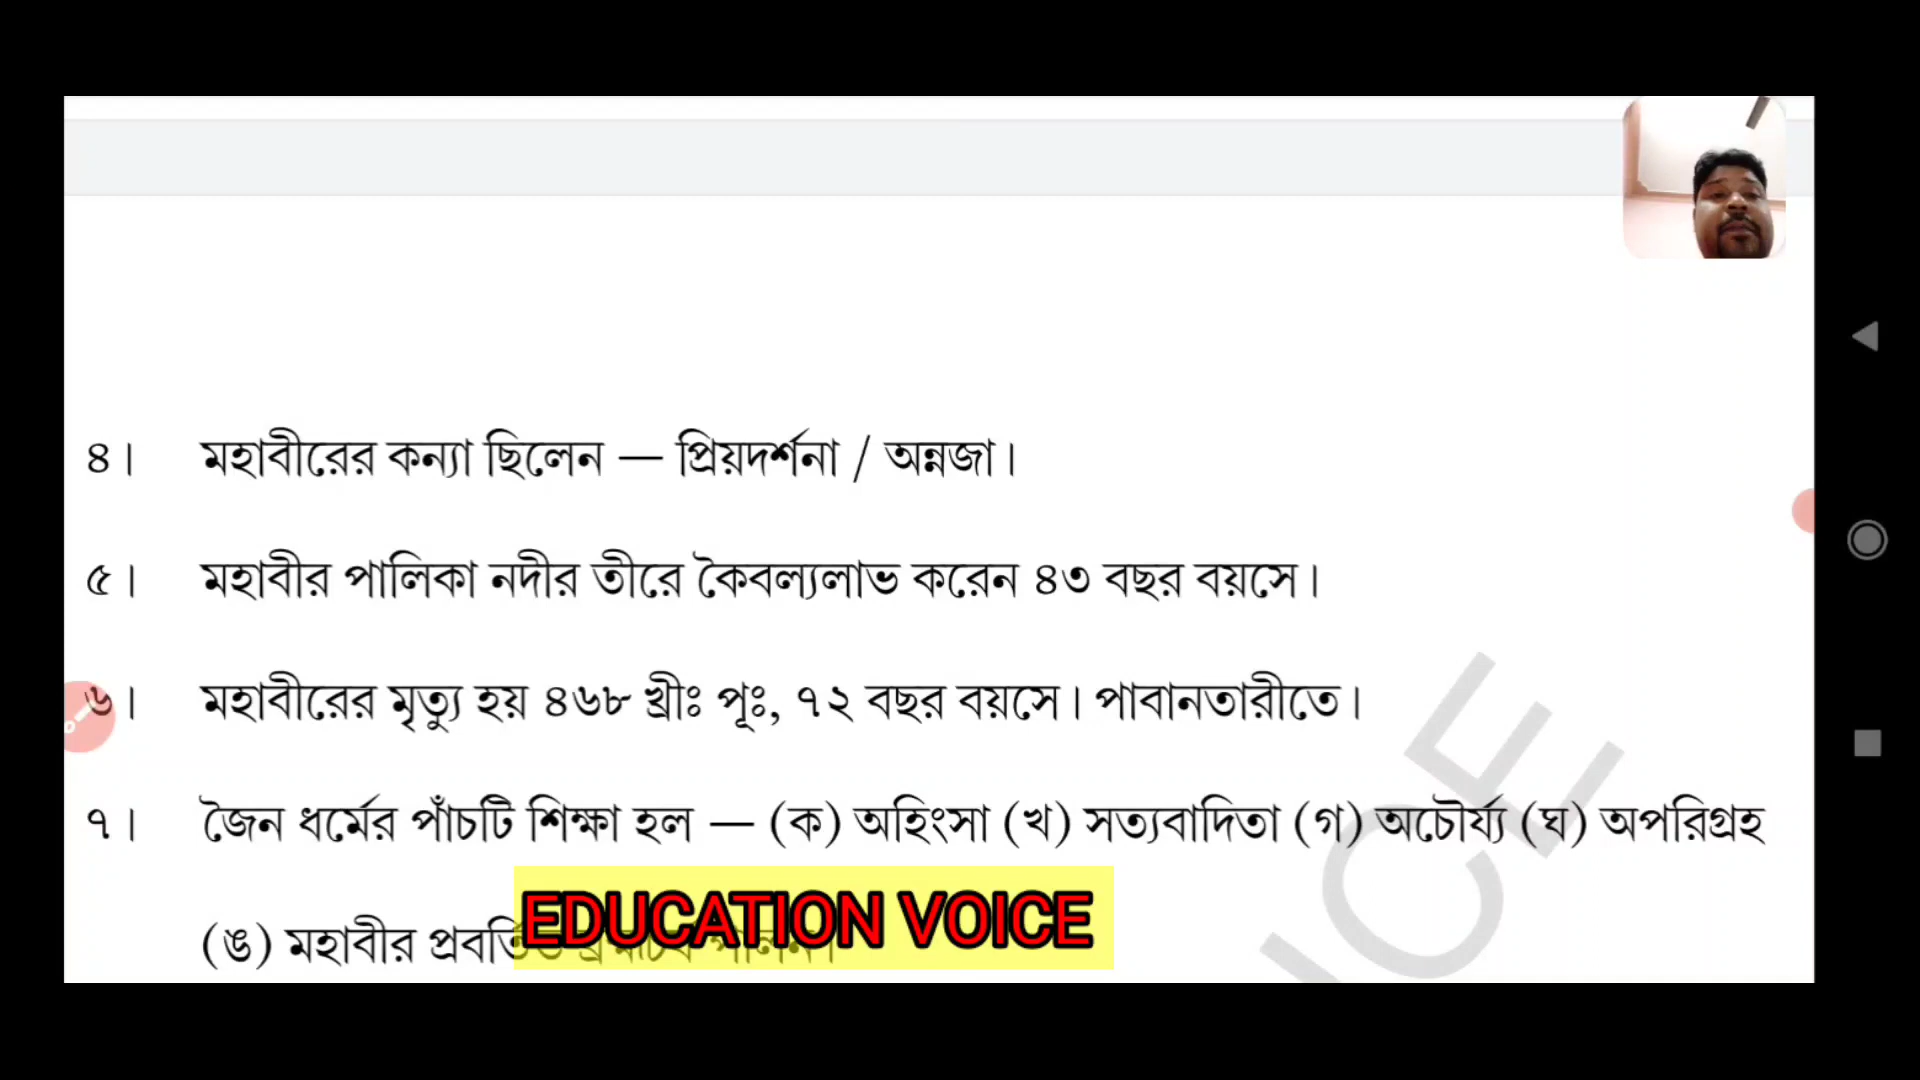 ৪। মহাবীরের কন্যা ছিলেন — প্রিয়দর্শনা / অন্নজা।
৫। মহাবীর পালিকা নদীর তীরে কৈবল্যলাভ করেন ৪৩ বছর বয়সে।
৬। মহাবীরের মৃত্যু হয় ৪৬৮ খ্রীঃ পূঃ, ৭২ বছর বয়সে। পাবানতারীতে।
৭। জৈন ধর্মের পাঁচটি শিক্ষা হল — (ক) অহিংসা (খ) সত্যবাদিতা (গ) অচৌর্য্য (ঘ) অপরিগ্রহ
(ঙ) মহাবীর
EDUCATION VOICE